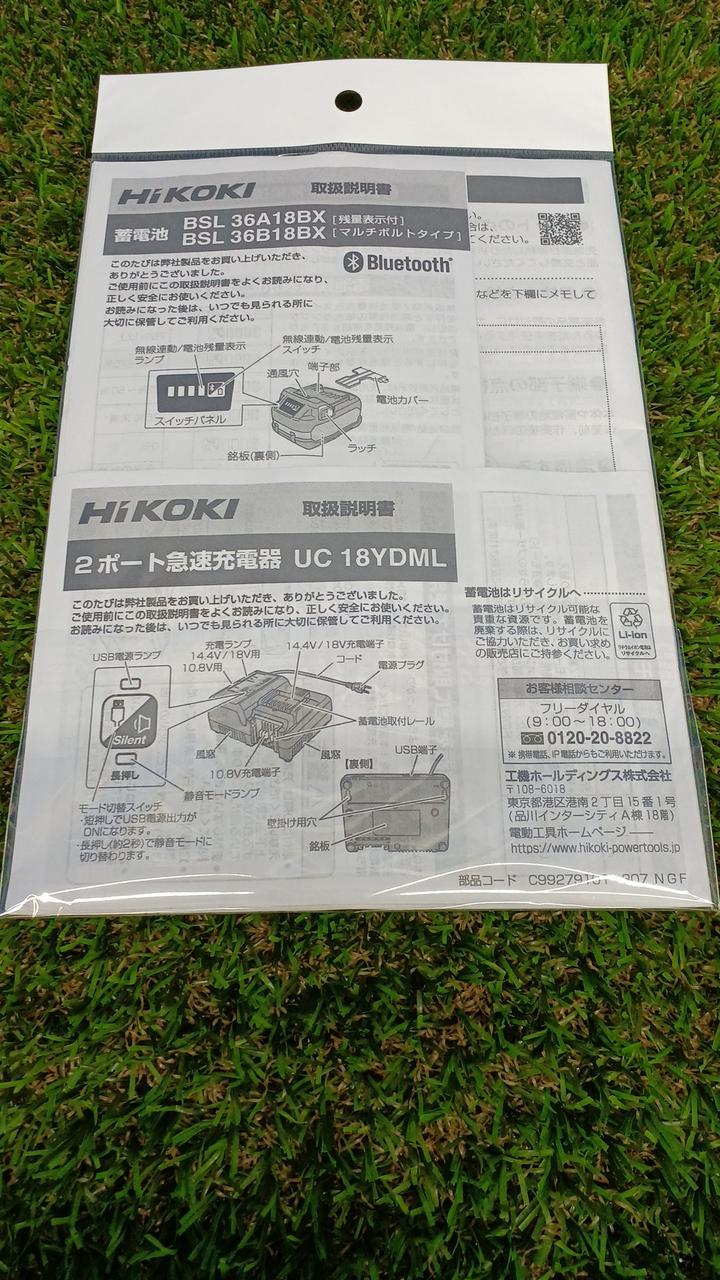 HiKOKI 取扱説明書
蓄電池 BSL 36A18BX [残量表示付]
BSL 36B18BX [マルチボルトタイプ]
このたびは弊社製品をお買い上げいただき、
ありがとうございました。
ご使用前にこの取扱説明書をよくお読みになり、
正しく安全にお使いください。
お読みになった後は、いつでも見られる所に
大切に保管してご利用ください。
Bluetooth®
い。
合は、
てください。
などを下欄にメモして
無線連動/電池残量表示
ランプ
無線連動/電池残量表示
スイッチ
端子部
通風穴
電池カバー
スイッチパネル
ラッチ
銘板(裏側)
HiKOKI 取扱説明書
2ポート急速充電器 UC 18YDML
このたびは弊社製品をお買い上げいただき、ありがとうございました。
ご使用前にこの取扱説明書をよくお読みになり、正しく安全にお使いください。
お読みになった後は、いつでも見られる所に大切に保管してご利用ください。
USB電源ランプ
充電ランプ
14.4V/18V用
10.8V用
14.4V/18V充電端子
コード
電源プラグ
Silent
長押し
蓄電池取付レール
風窓
風窓
10.8V充電端子
静音モードランプ
USB端子
【裏側】
壁掛け用穴
銘板
モード切替スイッチ
・短押しでUSB電源出力が
ONになります。
・長押し(約2秒)で静音モードに
切り替わります。
蓄電池はリサイクルへ
蓄電池はリサイクル可能な
貴重な資源です。蓄電池を
廃棄する際は、リサイクルに
ご協力いただき、お買い求め
の販売店にご持参ください。
Li-ion
リチウムイオン電池は
リサイクルへ
お客様相談センター
フリーダイヤル
(9:00~18:00)
0120-20-8822
※携帯電話、IP電話からもご利用いただけます。
工機ホールディングス株式会社
〒108-6018
東京都港区港南2丁目15番1号
(品川インターシティA棟18階)
電動工具ホームページ
https://www.hikoki-powertools.jp
部品コード
307 NGF